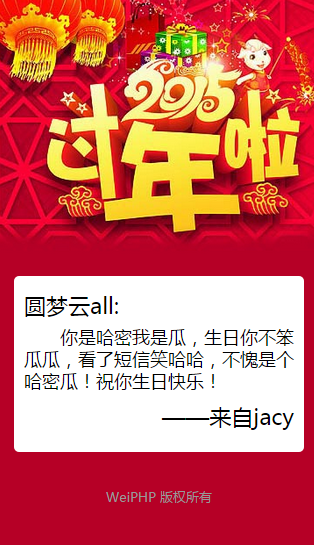 2015
过年啦
圆梦云all:
你是哈密我是瓜，生日你不笨
瓜瓜，看了短信笑哈哈，不愧是个
哈密瓜！祝你生日快乐！
——来自jacy
WeiPHP 版权所有